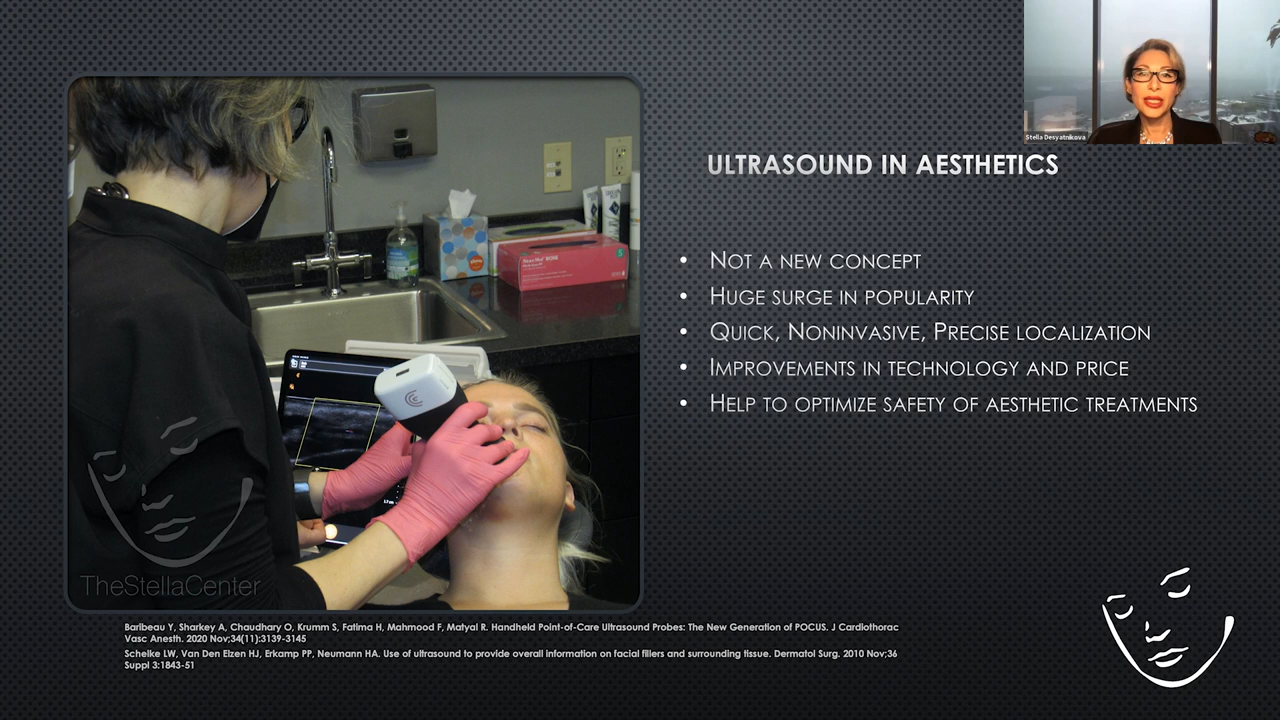 Stella Desyatnikova
ULTRASOUND IN AESTHETICS
• NOT A NEW CONCEPT
• HUGE SURGE IN POPULARITY
• QUICK, NONINVASIVE, PRECISE LOCALIZATION
• IMPROVEMENTS IN TECHNOLOGY AND PRICE
• HELP TO OPTIMIZE SAFETY OF AESTHETIC TREATMENTS
TheStellaCenter
Baribeau Y, Sharkey A, Chaudhary O, Krumm S, Fatima H, Mahmood F, Matyal R. Handheld Point-of-Care Ultrasound Probes: The New Generation of POCUS. J Cardiothorac
Vasc Anesth. 2020 Nov;34(11):3139-3145
Schelke LW, Van Den Elzen HJ, Erkamp PP, Neumann HA. Use of ultrasound to provide overall information on facial fillers and surrounding tissue. Dermatol Surg. 2010 Nov;36
Suppl 3:1843-51